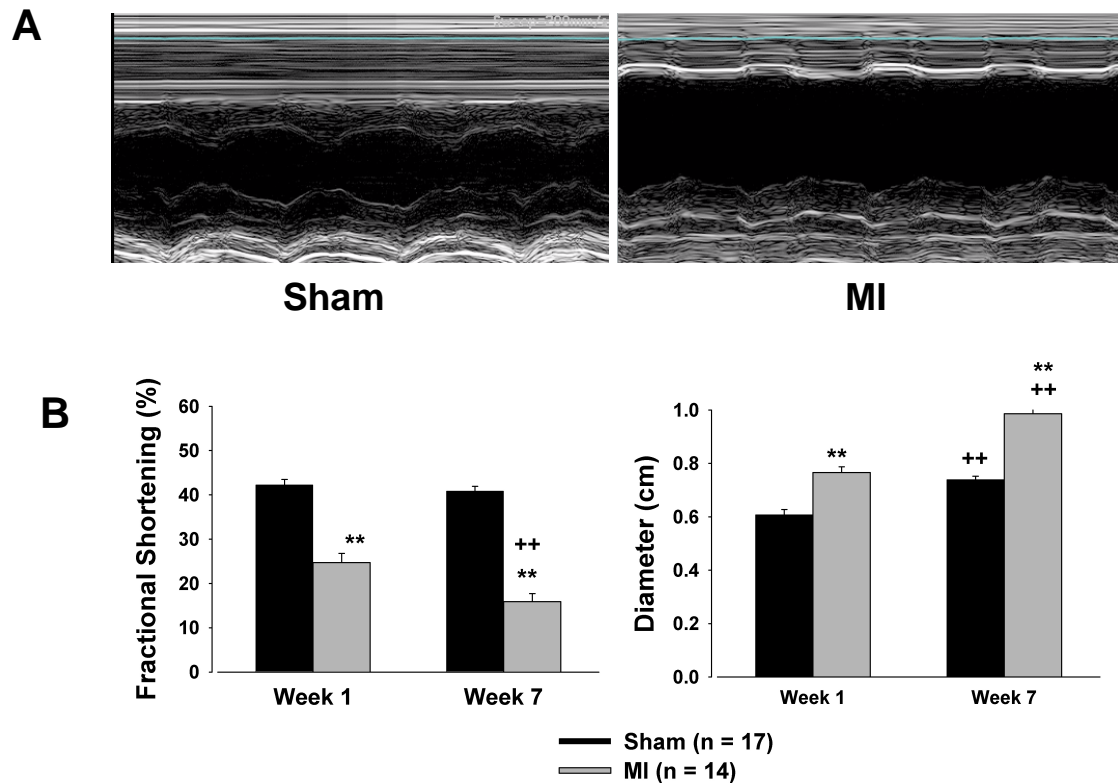 A
Sham
MI
B
Fractional Shortening (%)
60
50
40
30
20
10
0
**
++
**
Week 1
Week 7
Diameter (cm)
1.0
0.8
0.6
0.4
0.2
0.0
**
++
**
++
Week 1
Week 7
Sham (n = 17)
MI (n = 14)